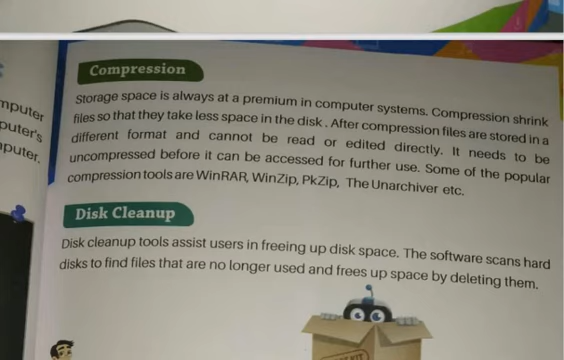 mputer
puter's
puter.
Compression
Storage space is always at a premium in computer systems. Compression shrink
files so that they take less space in the disk . After compression files are stored in a
different format and cannot be read or edited directly. It needs to be
uncompressed before it can be accessed for further use. Some of the popular
compression tools are WinRAR, WinZip, PkZip, The Unarchiver etc.
Disk Cleanup
Disk cleanup tools assist users in freeing up disk space. The software scans hard
disks to find files that are no longer used and frees up space by deleting them.